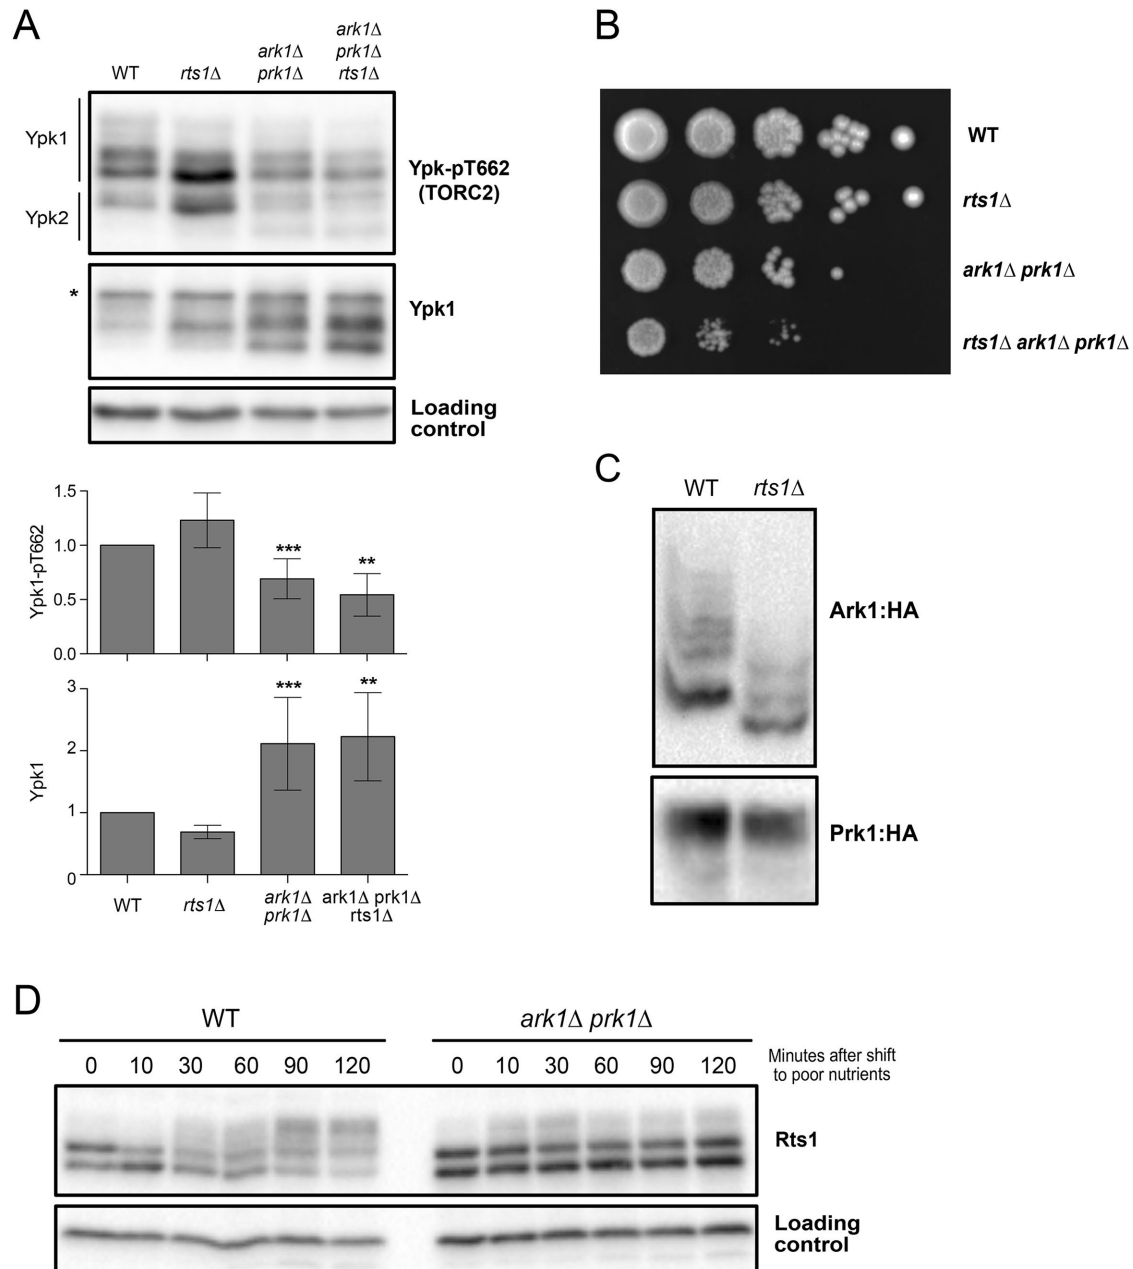 A
WT
rts1Δ
ark1Δ
prk1Δ
ark1Δ
prk1Δ
rts1Δ
Ypk1
Ypk2
Ypk-pT662
(TORC2)
*
Ypk1
Loading
control
1.5
1.0
0.5
0.0
Ypk1-pT662
***
**
3
2
1
0
Ypk1
***
**
WT
rts1Δ
ark1Δ
prk1Δ
ark1Δ prk1Δ
rts1Δ
B
WT
rts1Δ
ark1Δ prk1Δ
rts1Δ ark1Δ prk1Δ
C
WT
rts1Δ
Ark1:HA
Prk1:HA
D
WT
ark1Δ prk1Δ
0 10 30 60 90 120
0 10 30 60 90 120
Minutes after shift
to poor nutrients
Rts1
Loading
control